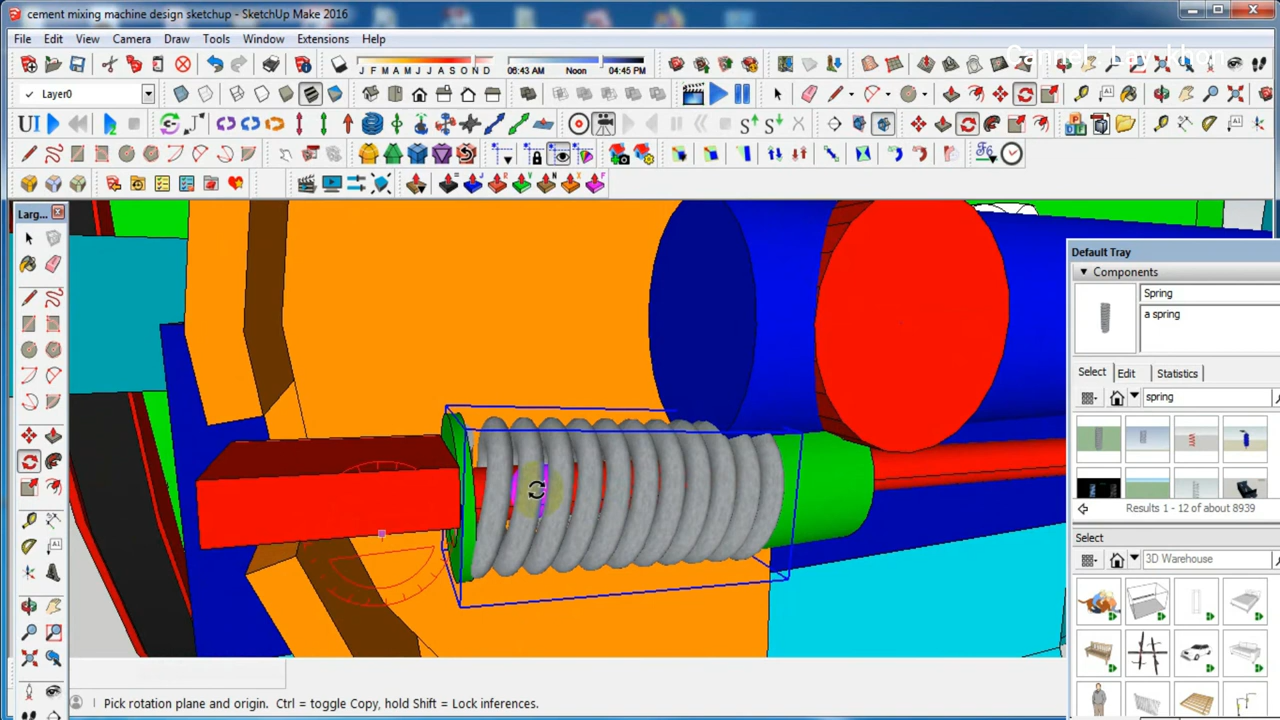 cement mixing machine design sketchup - SketchUp Make 2016
File Edit View Camera Draw Tools Window Extensions Help
J F M A M J J A S O N D 06:43 AM Noon 04:45 PM
Layer0
UI
Larg...
Default Tray
Components
Spring
a spring
Select Edit Statistics
spring
Results 1 - 12 of about 8939
Select
3D Warehouse
Pick rotation plane and origin. Ctrl = toggle Copy, hold Shift = Lock inferences.